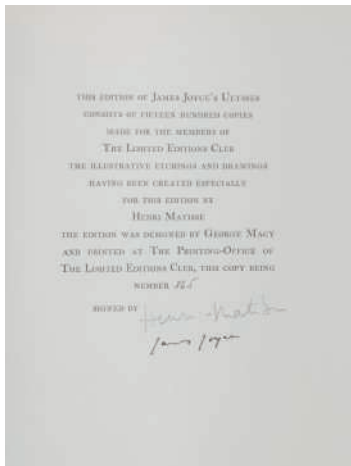 THIS EDITION OF JAMES JOYCE'S ULYSSES
CONSISTS OF FIFTEEN HUNDRED COPIES
MADE FOR THE MEMBERS OF
THE LIMITED EDITIONS CLUB
THE ILLUSTRATIVE ETCHINGS AND DRAWINGS
HAVING BEEN CREATED ESPECIALLY
FOR THIS EDITION BY
HENRI MATISSE
THE EDITION WAS DESIGNED BY GEORGE MACY
AND PRINTED AT THE PRINTING-OFFICE OF
THE LIMITED EDITIONS CLUB, THIS COPY BEING
NUMBER
SIGNED BY Henri Matisse
James Joyce